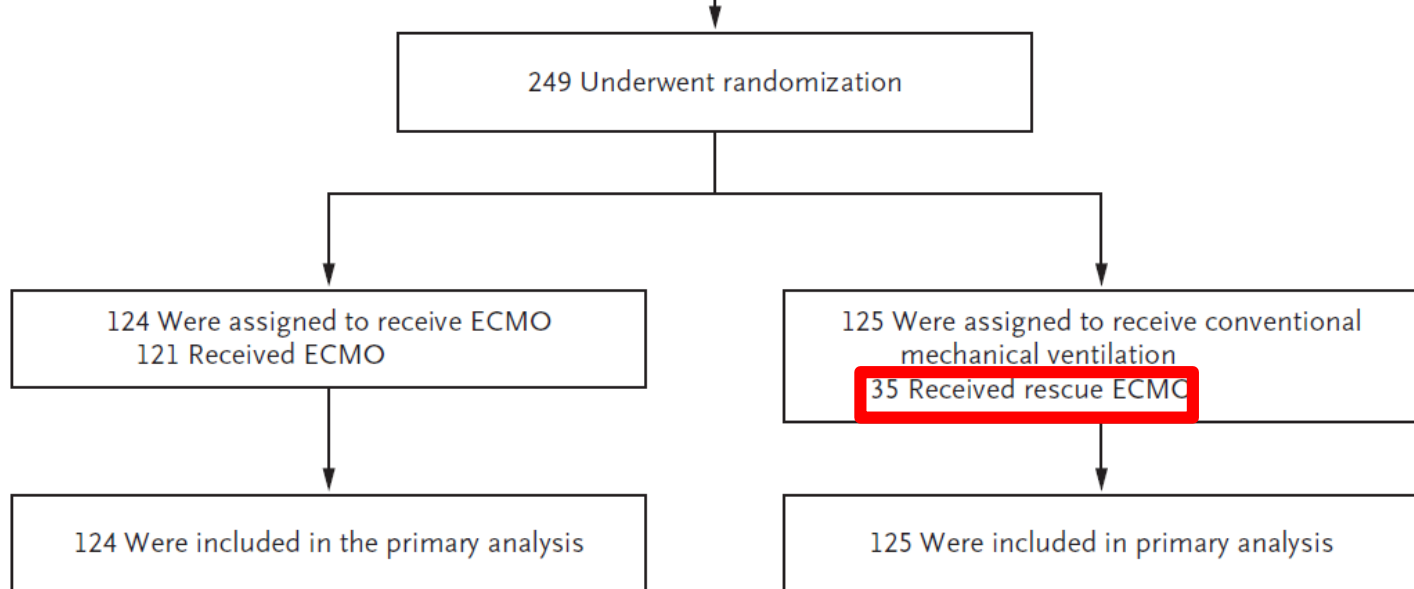 249 Underwent randomization
124 Were assigned to receive ECMO
121 Received ECMO
125 Were assigned to receive conventional
mechanical ventilation
35 Received rescue ECMO
124 Were included in the primary analysis
125 Were included in primary analysis